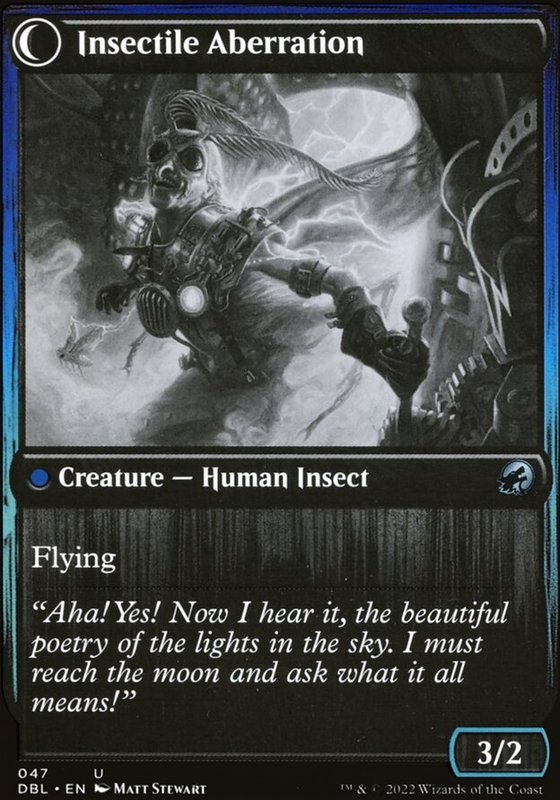 Insectile Aberration
Creature — Human Insect
Flying
“Aha! Yes! Now I hear it, the beautiful
poetry of the lights in the sky. I must
reach the moon and ask what it all
means!”
3/2
047 U
DBL • EN Matt Stewart
™ & © 2022 Wizards of the Coast